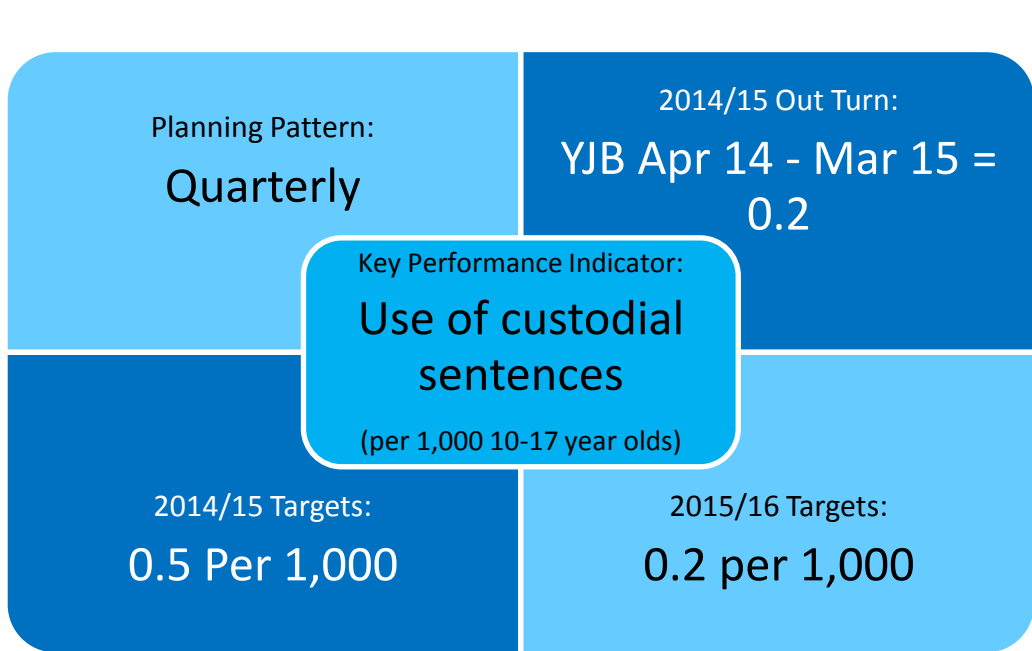 Planning Pattern:
Quarterly
2014/15 Out Turn:
YJB Apr 14 - Mar 15 =
0.2
Key Performance Indicator:
Use of custodial
sentences
(per 1,000 10-17 year olds)
2014/15 Targets:
0.5 Per 1,000
2015/16 Targets:
0.2 per 1,000